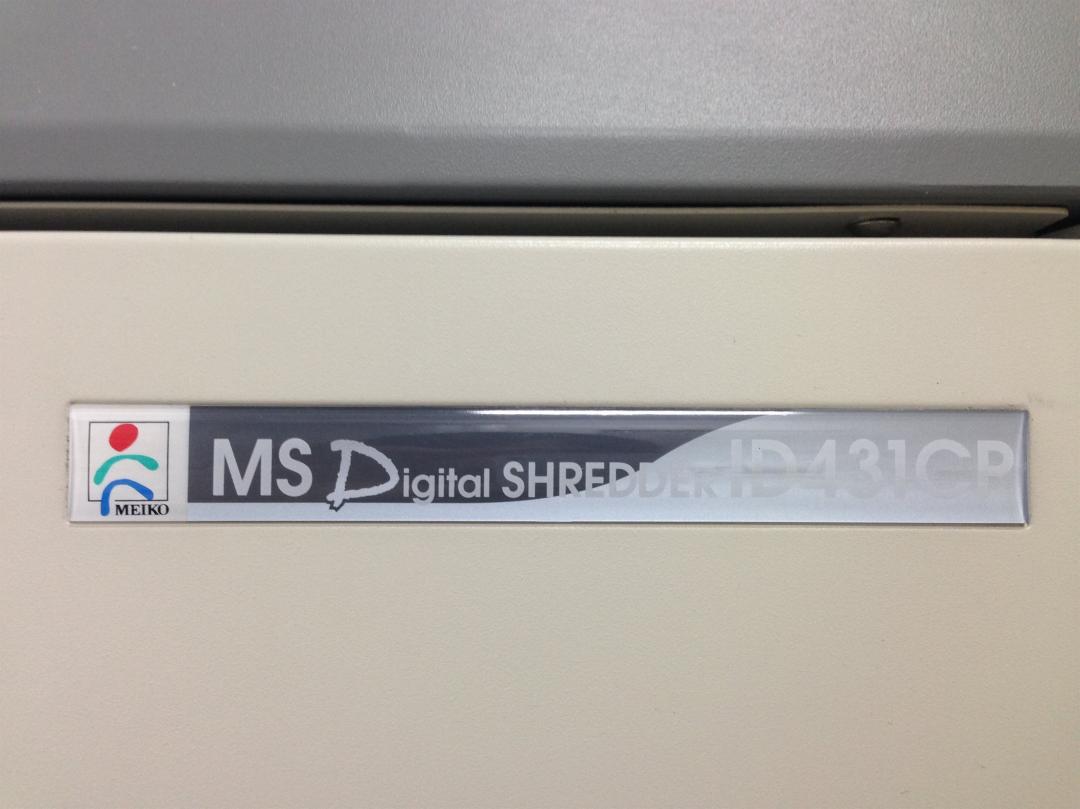 MEIKO
MS Digital SHREDDER ID431CP